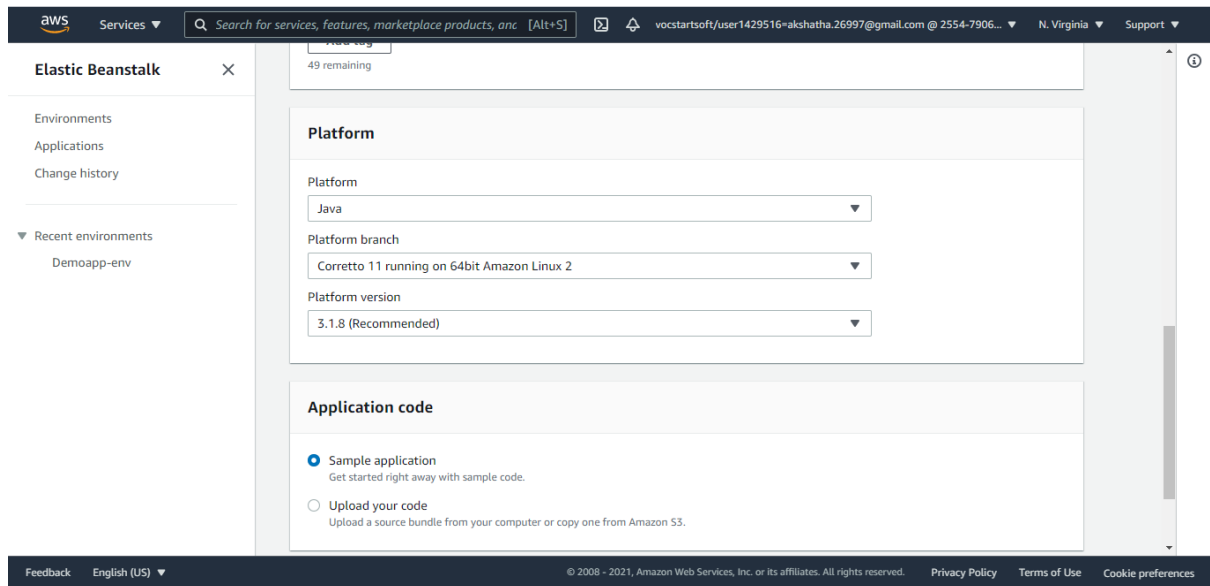 aws Services ▼ Search for services, features, marketplace products, anc [Alt+S] vocstartsoft/user1429516=akshatha.26997@gmail.com @ 2554-7906... ▼ N. Virginia ▼ Support ▼
Elastic Beanstalk
Environments
Applications
Change history
Recent environments
Demoapp-env
Add tag
49 remaining
Platform
Platform
Java
Platform branch
Corretto 11 running on 64bit Amazon Linux 2
Platform version
3.1.8 (Recommended)
Application code
Sample application
Get started right away with sample code.
Upload your code
Upload a source bundle from your computer or copy one from Amazon S3.
Feedback English (US) ▼ © 2008 - 2021, Amazon Web Services, Inc. or its affiliates. All rights reserved. Privacy Policy Terms of Use Cookie preferences